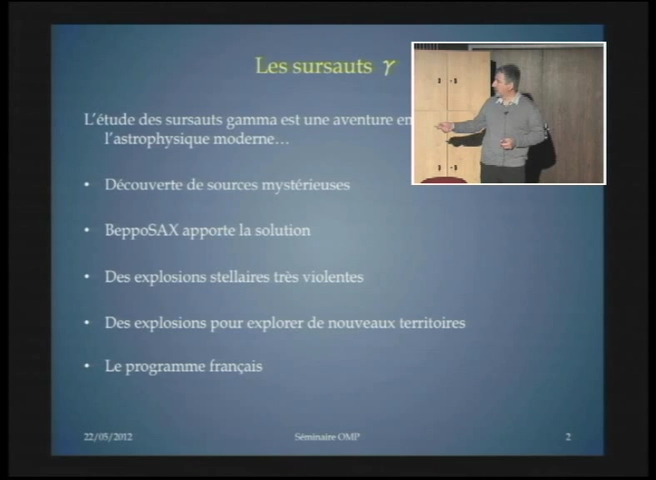 Les sursauts γ
L'étude des sursauts gamma est une aventure en
l'astrophysique moderne…
• Découverte de sources mystérieuses
• BeppoSAX apporte la solution
• Des explosions stellaires très violentes
• Des explosions pour explorer de nouveaux territoires
• Le programme français
22/05/2012 Séminaire OMP 2